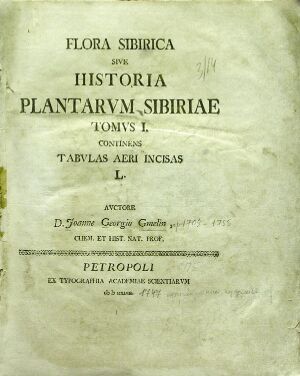 FLORA SIBIRICA
SIVE
HISTORIA
PLANTARVM SIBIRIAE
TOMVS I.
CONTINENS
TABVLAS AERI INCISAS
L.
AVCTORE
D. Joanne Georgio Gmelin
CHEM. ET HIST. NAT. PROF.
PETROPOLI
EX TYPOGRAPHIA ACADEMIAE SCIENTIARVM
1747